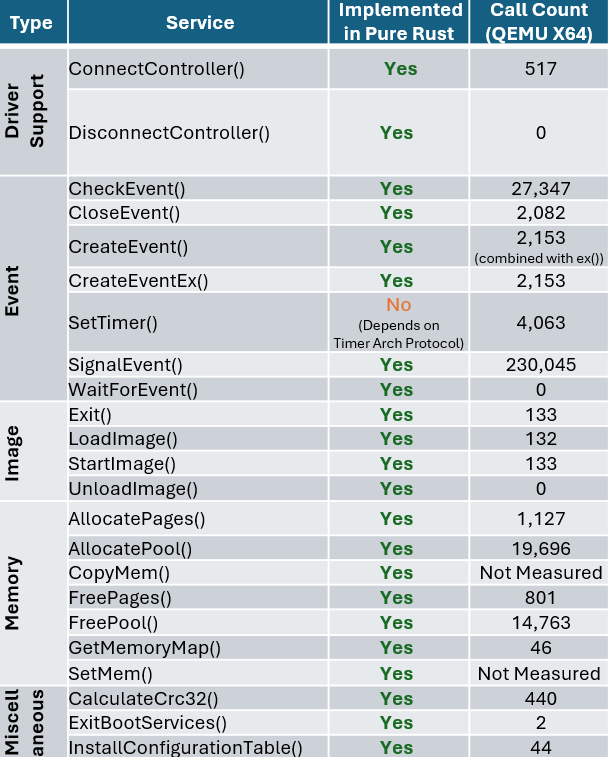 Type Service Implemented in Pure Rust Call Count (QEMU X64)
Driver Support
ConnectController() Yes 517
DisconnectController() Yes 0
Event
CheckEvent() Yes 27,347
CloseEvent() Yes 2,082
CreateEvent() Yes 2,153 (combined with ex())
CreateEventEx() Yes 2,153
SetTimer() No (Depends on Timer Arch Protocol) 4,063
SignalEvent() Yes 230,045
WaitForEvent() Yes 0
Image
Exit() Yes 133
LoadImage() Yes 132
StartImage() Yes 133
UnloadImage() Yes 0
Memory
AllocatePages() Yes 1,127
AllocatePool() Yes 19,696
CopyMem() Yes Not Measured
FreePages() Yes 801
FreePool() Yes 14,763
GetMemoryMap() Yes 46
SetMem() Yes Not Measured
Miscell
aneous
CalculateCrc32() Yes 440
ExitBootServices() Yes 2
InstallConfigurationTable() Yes 44